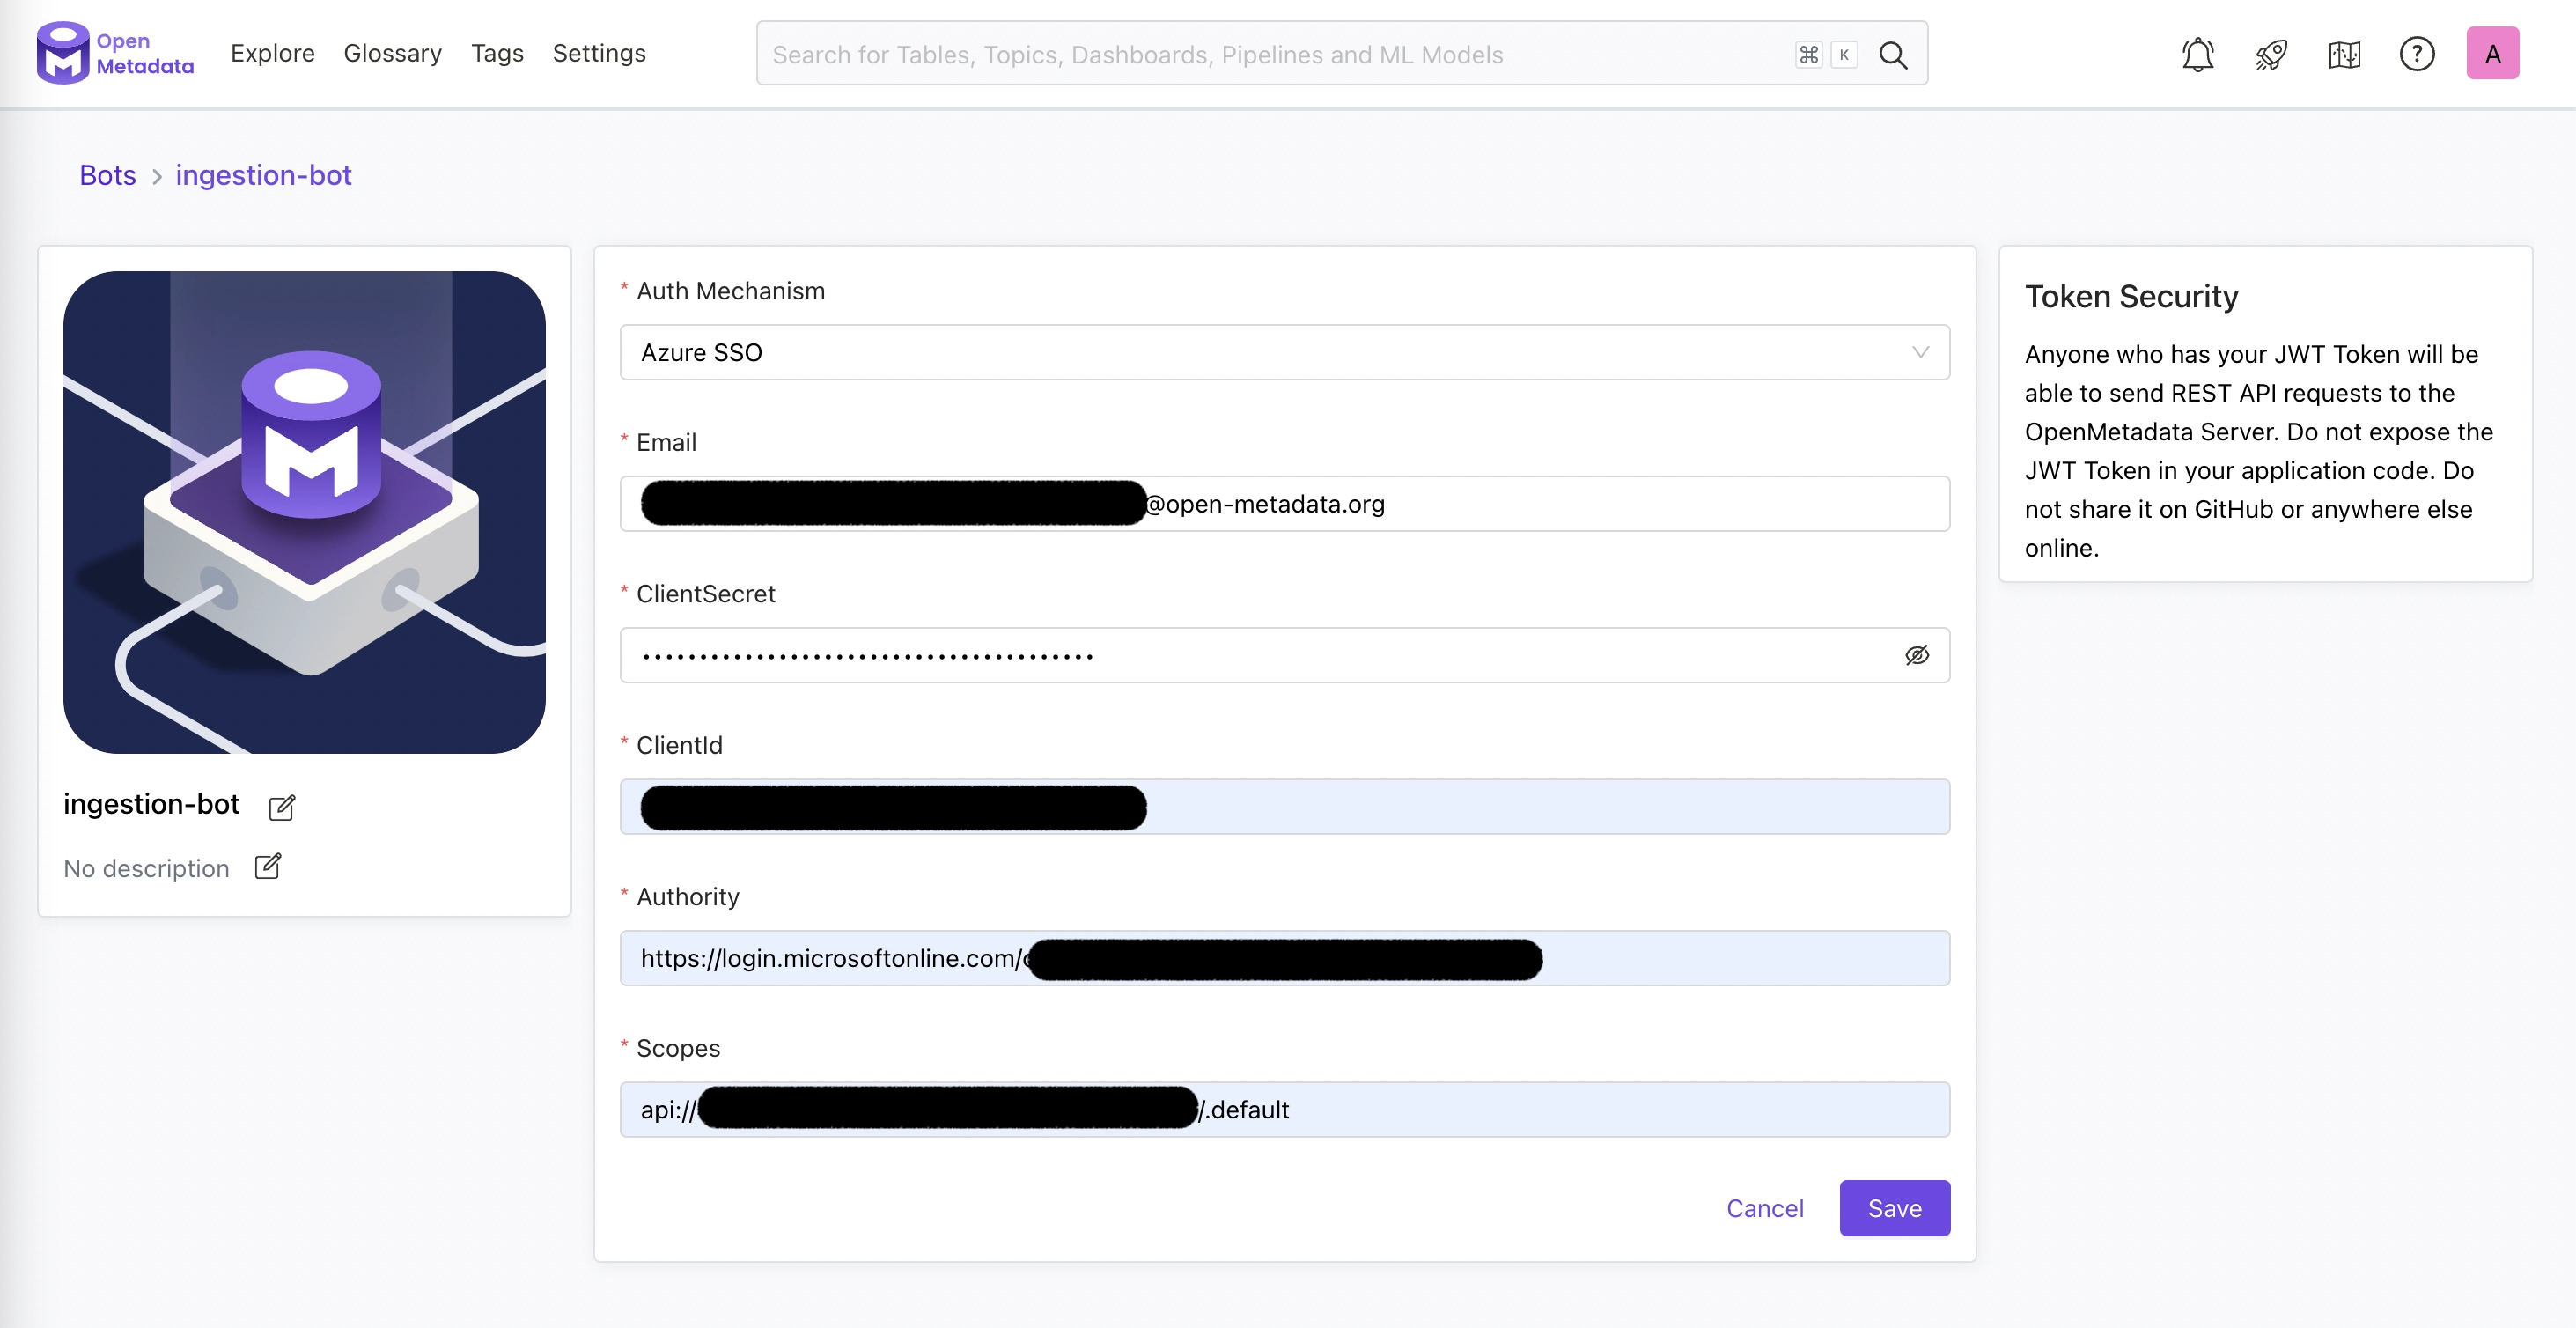 Open
Metadata
Explore Glossary Tags Settings
Search for Tables, Topics, Dashboards, Pipelines and ML Models ⌘ K
? A
Bots > ingestion-bot
ingestion-bot
No description
* Auth Mechanism
Azure SSO
* Email
@open-metadata.org
* ClientSecret
* ClientId
* Authority
https://login.microsoftonline.com/
* Scopes
api:// /.default
Cancel Save
Token Security
Anyone who has your JWT Token will be
able to send REST API requests to the
OpenMetadata Server. Do not expose the
JWT Token in your application code. Do
not share it on GitHub or anywhere else
online.